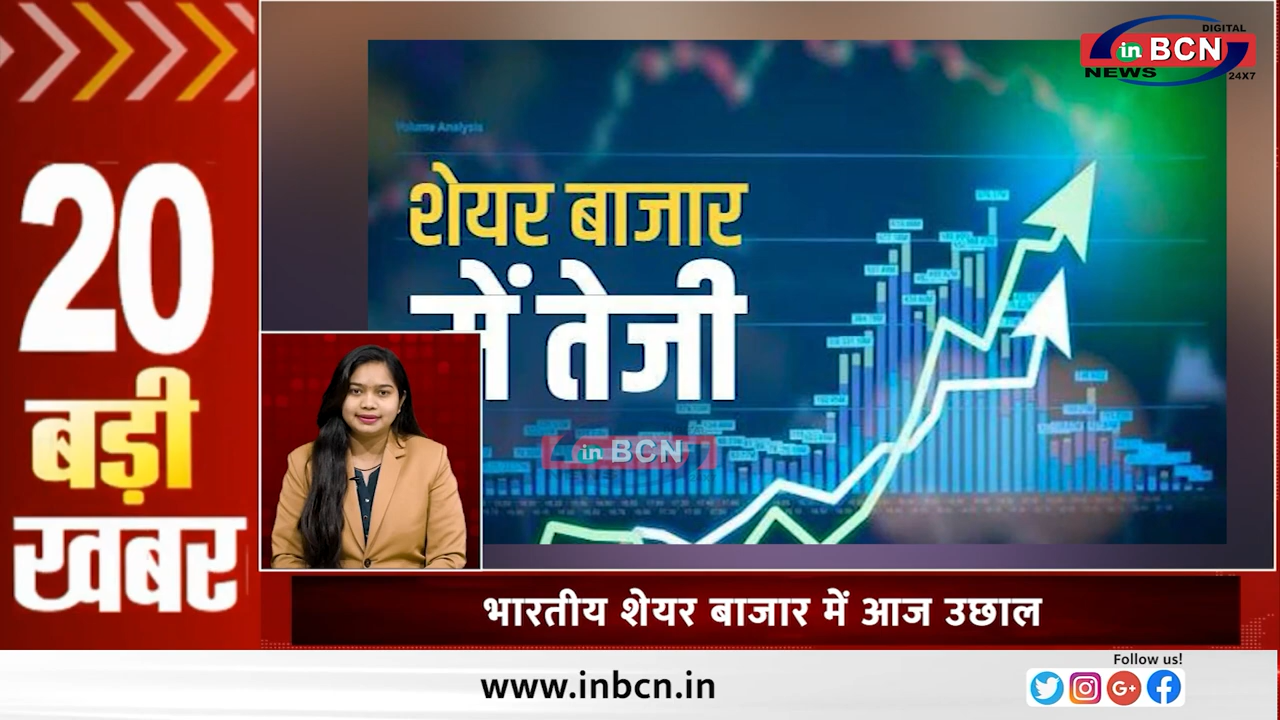 20
बड़ी
खबर
DIGITAL
in BCN
NEWS
24X7
Volume Analysis
शेयर बाजार
में तेजी
in BCN
भारतीय शेयर बाजार में आज उछाल
www.inbcn.in
Follow us!